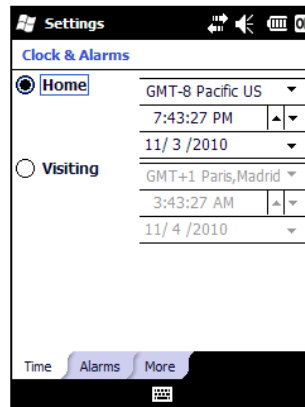 Settings
Clock & Alarms
Home
GMT-8 Pacific US
7:43:27 PM
11/ 3 /2010
Visiting
GMT+1 Paris,Madrid
3:43:27 AM
11/ 4 /2010
Time Alarms More